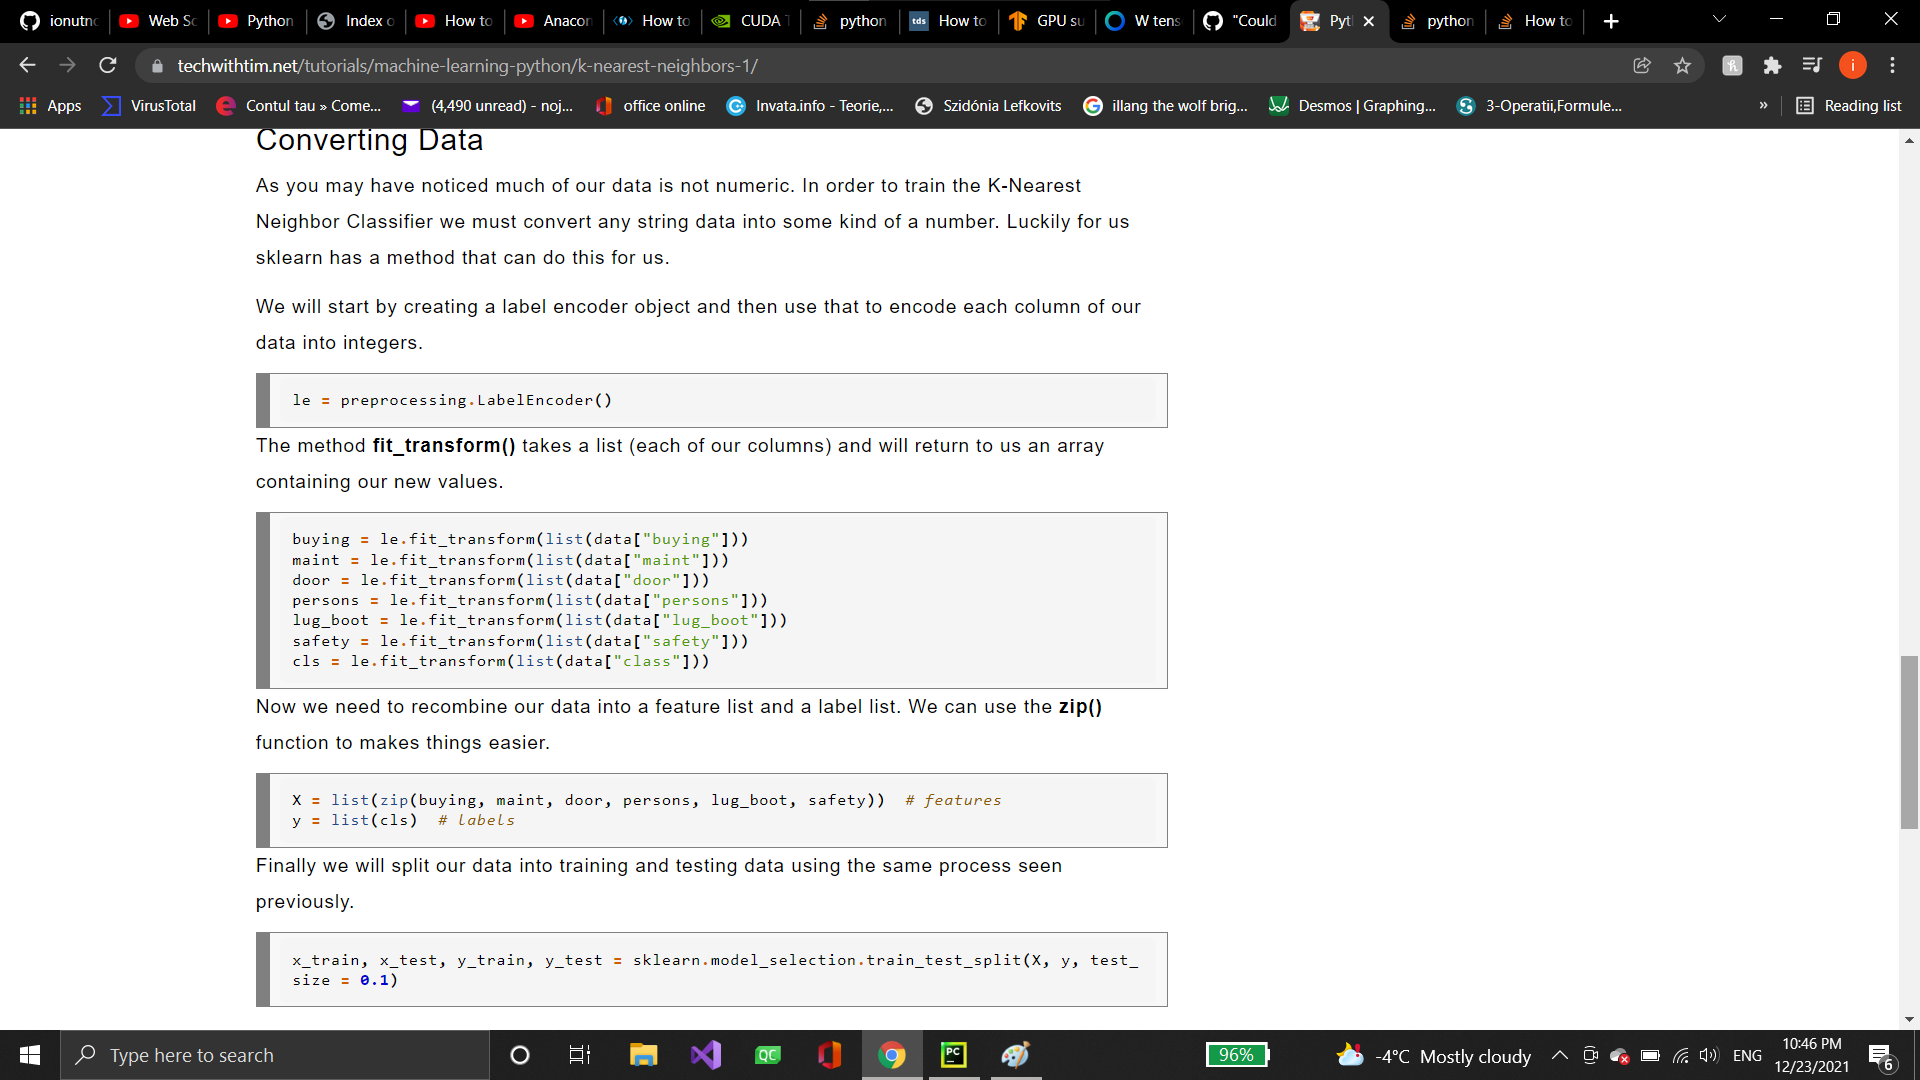 ionutno
Web Sc
Python
Index o
How to
Anacon
How to
CUDA T
python
tds How to
GPU su
W tens
"Could
Pyt
python
How to
techwithtim.net/tutorials/machine-learning-python/k-nearest-neighbors-1/
i
Apps
VirusTotal
Contul tau » Come...
(4,490 unread) - noj...
office online
Invata.info - Teorie,...
Szidónia Lefkovits
illang the wolf brig...
Desmos | Graphing...
3-Operatii,Formule...
»
Reading list
Converting Data
As you may have noticed much of our data is not numeric. In order to train the K-Nearest
Neighbor Classifier we must convert any string data into some kind of a number. Luckily for us
sklearn has a method that can do this for us.
We will start by creating a label encoder object and then use that to encode each column of our
data into integers.
le = preprocessing.LabelEncoder()
The method fit_transform() takes a list (each of our columns) and will return to us an array
containing our new values.
buying = le.fit_transform(list(data["buying"]))
maint = le.fit_transform(list(data["maint"]))
door = le.fit_transform(list(data["door"]))
persons = le.fit_transform(list(data["persons"]))
lug_boot = le.fit_transform(list(data["lug_boot"]))
safety = le.fit_transform(list(data["safety"]))
cls = le.fit_transform(list(data["class"]))
Now we need to recombine our data into a feature list and a label list. We can use the zip()
function to makes things easier.
X = list(zip(buying, maint, door, persons, lug_boot, safety))  # features
y = list(cls)  # labels
Finally we will split our data into training and testing data using the same process seen
previously.
x_train, x_test, y_train, y_test = sklearn.model_selection.train_test_split(X, y, test_
size = 0.1)
Type here to search
QC
PC
96%
-4°C Mostly cloudy
ENG
10:46 PM
12/23/2021
6